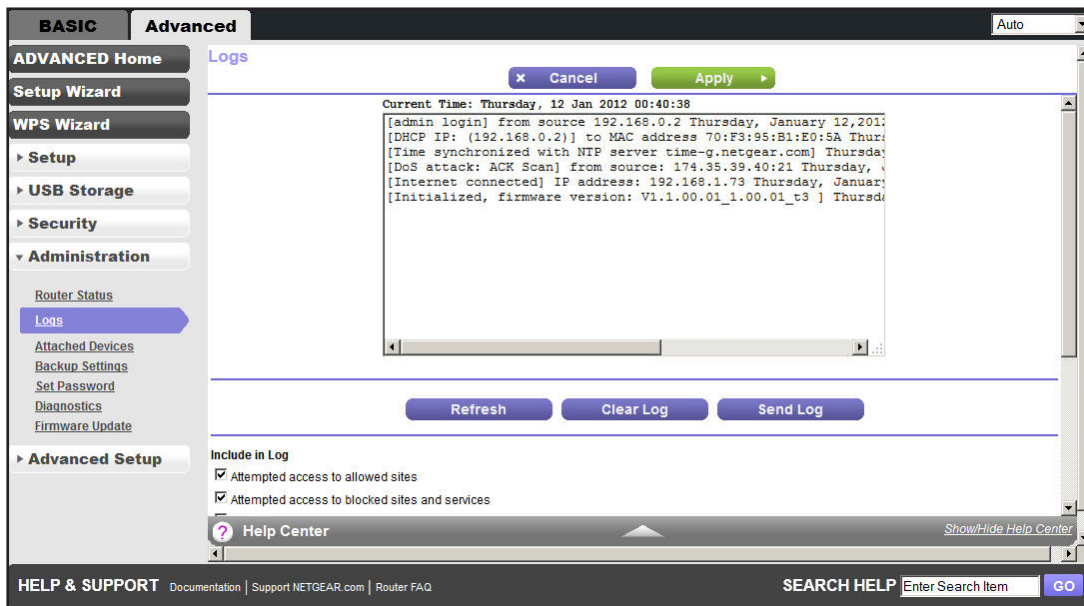 BASIC
Advanced
Auto
ADVANCED Home
Setup Wizard
WPS Wizard
Setup
USB Storage
Security
Administration
Router Status
Logs
Attached Devices
Backup Settings
Set Password
Diagnostics
Firmware Update
Advanced Setup
Logs
Cancel
Apply
Current Time: Thursday, 12 Jan 2012 00:40:38
[admin login] from source 192.168.0.2 Thursday, January 12,2012
[DHCP IP: (192.168.0.2)] to MAC address 70:F3:95:B1:E0:5A Thurs
[Time synchronized with NTP server time-g.netgear.com] Thursday
[DoS attack: ACK Scan] from source: 174.35.39.40:21 Thursday,
[Internet connected] IP address: 192.168.1.73 Thursday, January
[Initialized, firmware version: V1.1.00.01_1.00.01_t3 ] Thursda
Refresh
Clear Log
Send Log
Include in Log
Attempted access to allowed sites
Attempted access to blocked sites and services
Help Center
Show/Hide Help Center
HELP & SUPPORT Documentation | Support NETGEAR.com | Router FAQ
SEARCH HELP Enter Search Item GO